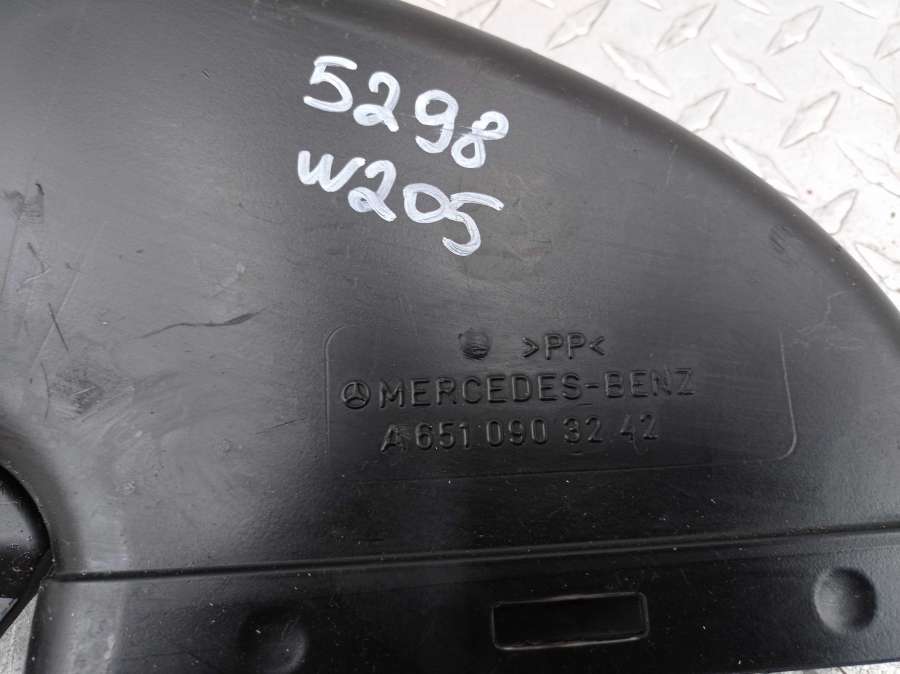 5298
W205
>PP<
MERCEDES-BENZ
A 651 090 32 42